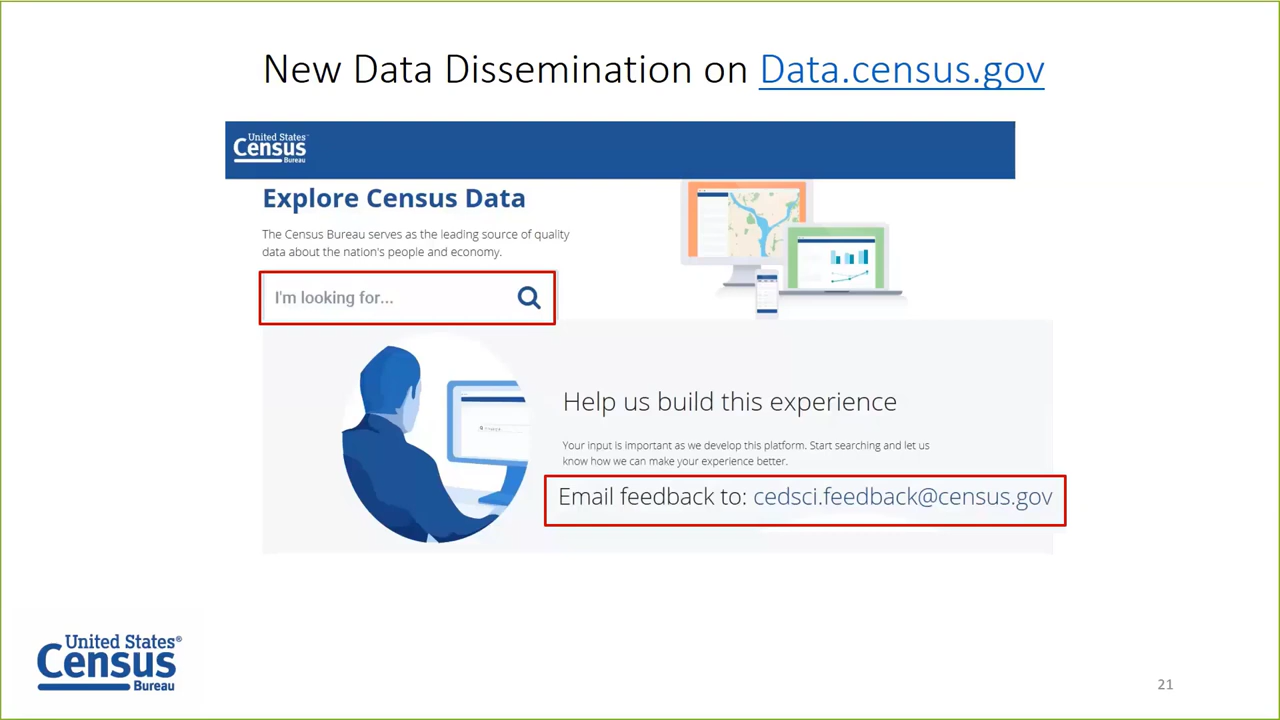 New Data Dissemination on Data.census.gov
United States
Census
Bureau
Explore Census Data
The Census Bureau serves as the leading source of quality
data about the nation's people and economy.
I'm looking for...
Help us build this experience
Your input is important as we develop this platform. Start searching and let us
know how we can make your experience better.
Email feedback to: cedsci.feedback@census.gov
United States®
Census
Bureau
21